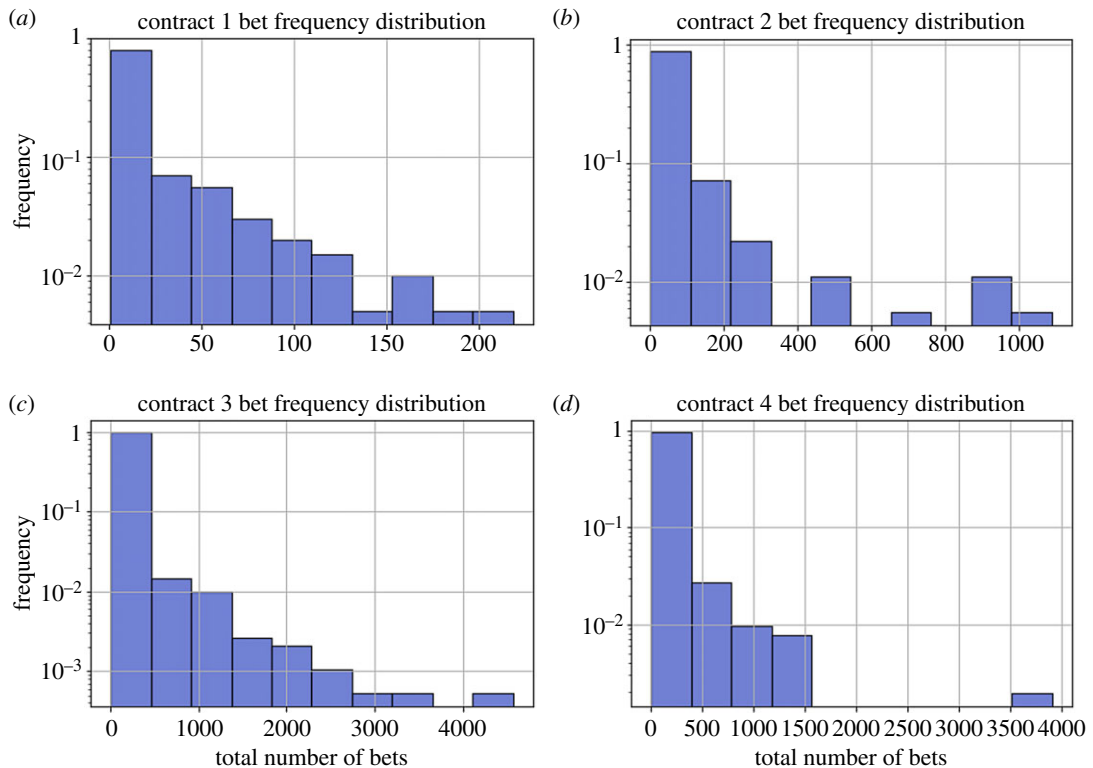 (a) contract 1 bet frequency distribution
1
10⁻¹
10⁻²
frequency
0 50 100 150 200
(b) contract 2 bet frequency distribution
1
10⁻¹
10⁻²
0 200 400 600 800 1000
(c) contract 3 bet frequency distribution
1
10⁻¹
10⁻²
10⁻³
frequency
0 1000 2000 3000 4000
total number of bets
(d) contract 4 bet frequency distribution
1
10⁻¹
10⁻²
0 500 1000 1500 2000 2500 3000 3500 4000
total number of bets